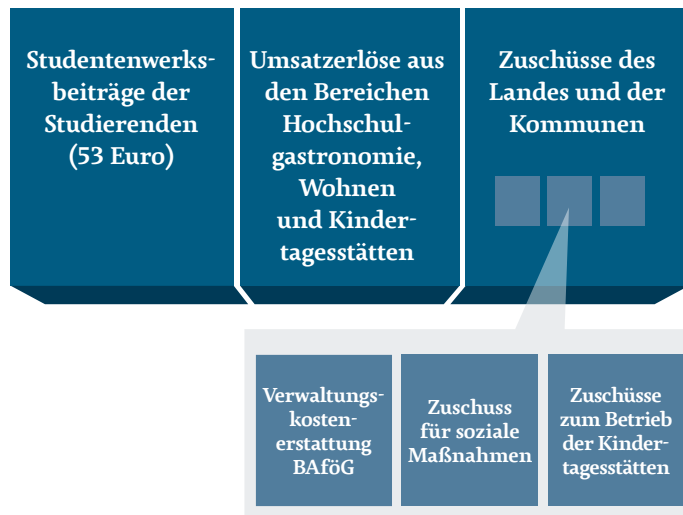 Studentenwerks-
beiträge der
Studierenden
(53 Euro)
Umsatzerlöse aus
den Bereichen
Hochschul-
gastronomie,
Wohnen
und Kinder-
tagesstätten
Zuschüsse des
Landes und der
Kommunen
Verwaltungs-
kosten-
erstattung
BAföG
Zuschuss
für soziale
Maßnahmen
Zuschüsse
zum Betrieb
der Kinder-
tagesstätten